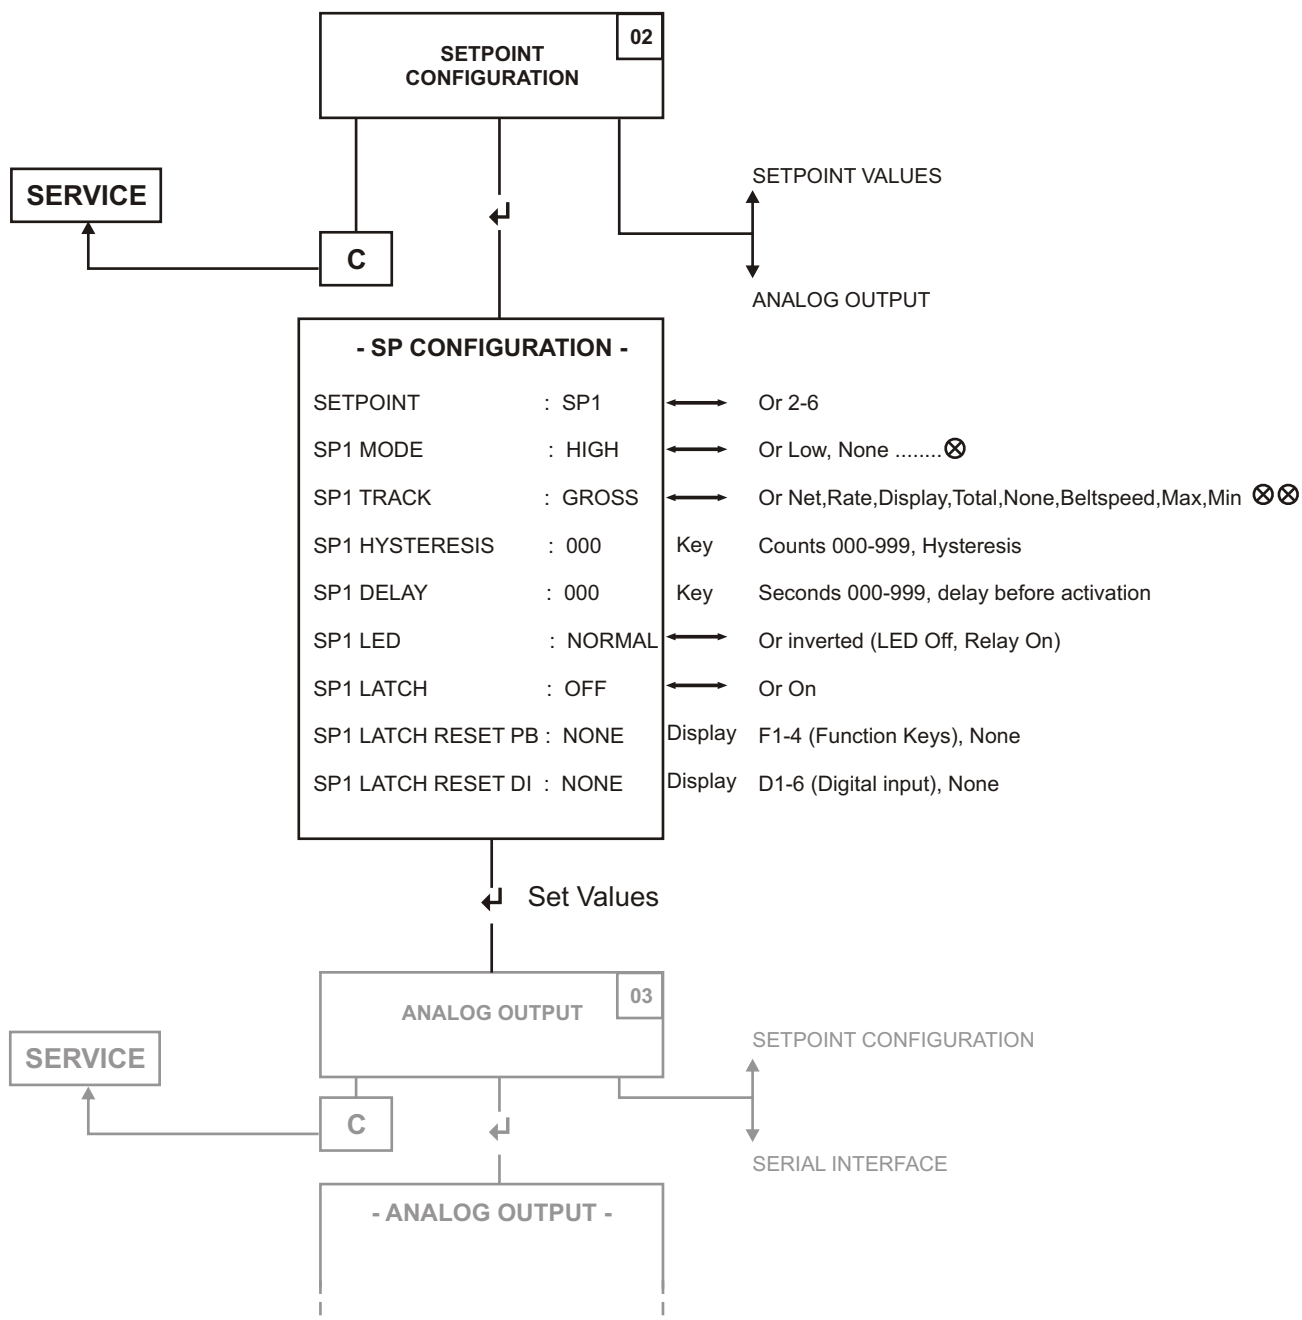 02
SETPOINT
CONFIGURATION
SERVICE
SETPOINT VALUES
C
ANALOG OUTPUT
- SP CONFIGURATION -
SETPOINT : SP1 Or 2-6
SP1 MODE : HIGH Or Low, None ........⊗
SP1 TRACK : GROSS Or Net,Rate,Display,Total,None,Beltspeed,Max,Min ⊗⊗
SP1 HYSTERESIS : 000 Key Counts 000-999, Hysteresis
SP1 DELAY : 000 Key Seconds 000-999, delay before activation
SP1 LED : NORMAL Or inverted (LED Off, Relay On)
SP1 LATCH : OFF Or On
SP1 LATCH RESET PB : NONE Display F1-4 (Function Keys), None
SP1 LATCH RESET DI : NONE Display D1-6 (Digital input), None
Set Values
03
ANALOG OUTPUT
SERVICE
SETPOINT CONFIGURATION
C
SERIAL INTERFACE
- ANALOG OUTPUT -